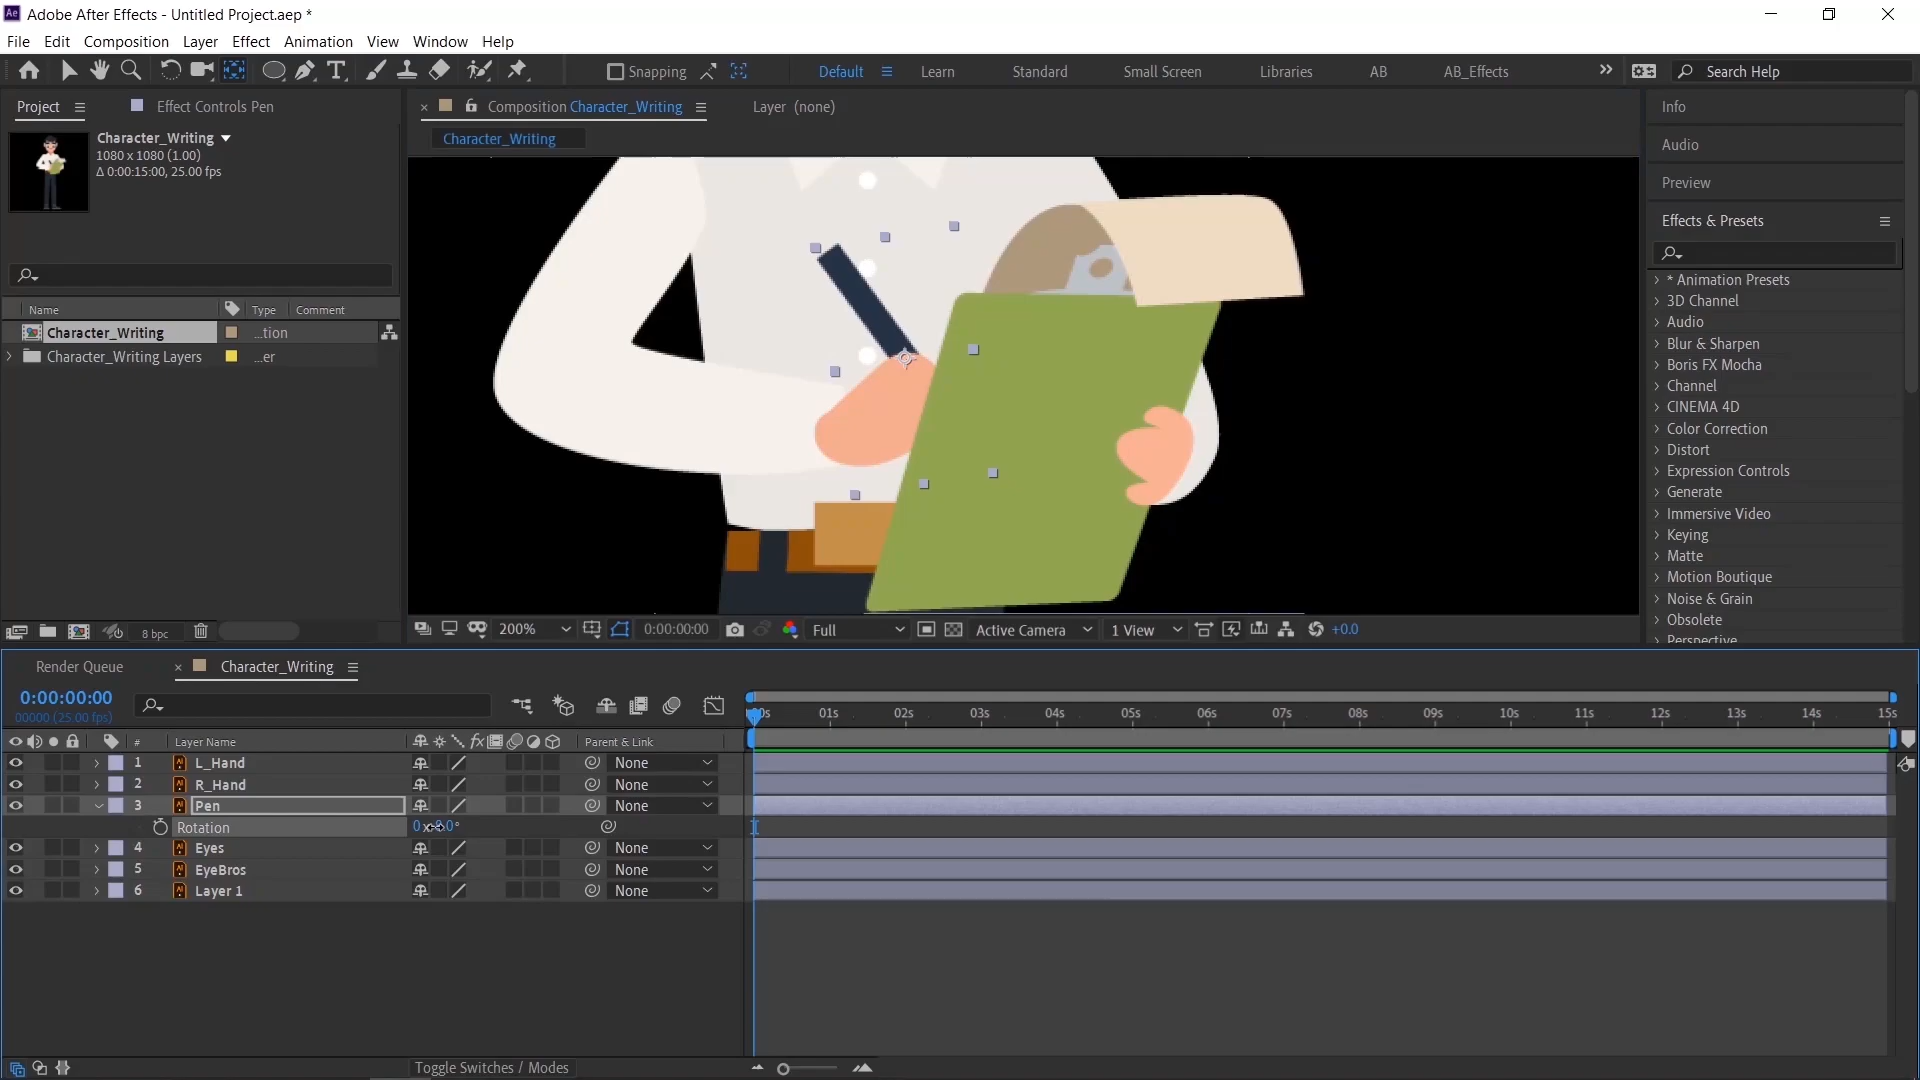 Adobe After Effects - Untitled Project.aep *
File Edit Composition Layer Effect Animation View Window Help
Snapping Default Learn Standard Small Screen Libraries AB AB_Effects Search Help
Project Effect Controls Pen
Character_Writing
1080 x 1080 (1.00)
Δ 0:00:15:00, 25.00 fps
Name Type Comment
Character_Writing ...tion
Character_Writing Layers ...er
8 bpc
Composition Character_Writing Layer (none)
Character_Writing
200% 0:00:00:00 Full Active Camera 1 View +0.0
Info
Audio
Preview
Effects & Presets
* Animation Presets
3D Channel
Audio
Blur & Sharpen
Boris FX Mocha
Channel
CINEMA 4D
Color Correction
Distort
Expression Controls
Generate
Immersive Video
Keying
Matte
Motion Boutique
Noise & Grain
Obsolete
Perspective
Render Queue Character_Writing
0:00:00:00
00000 (25.00 fps)
01s 02s 03s 04s 05s 06s 07s 08s 09s 10s 11s 12s 13s 14s 15s
# Layer Name fx Parent & Link
1 L_Hand None
2 R_Hand None
3 Pen None
Rotation
4 Eyes None
5 EyeBros None
6 Layer 1 None
Toggle Switches / Modes